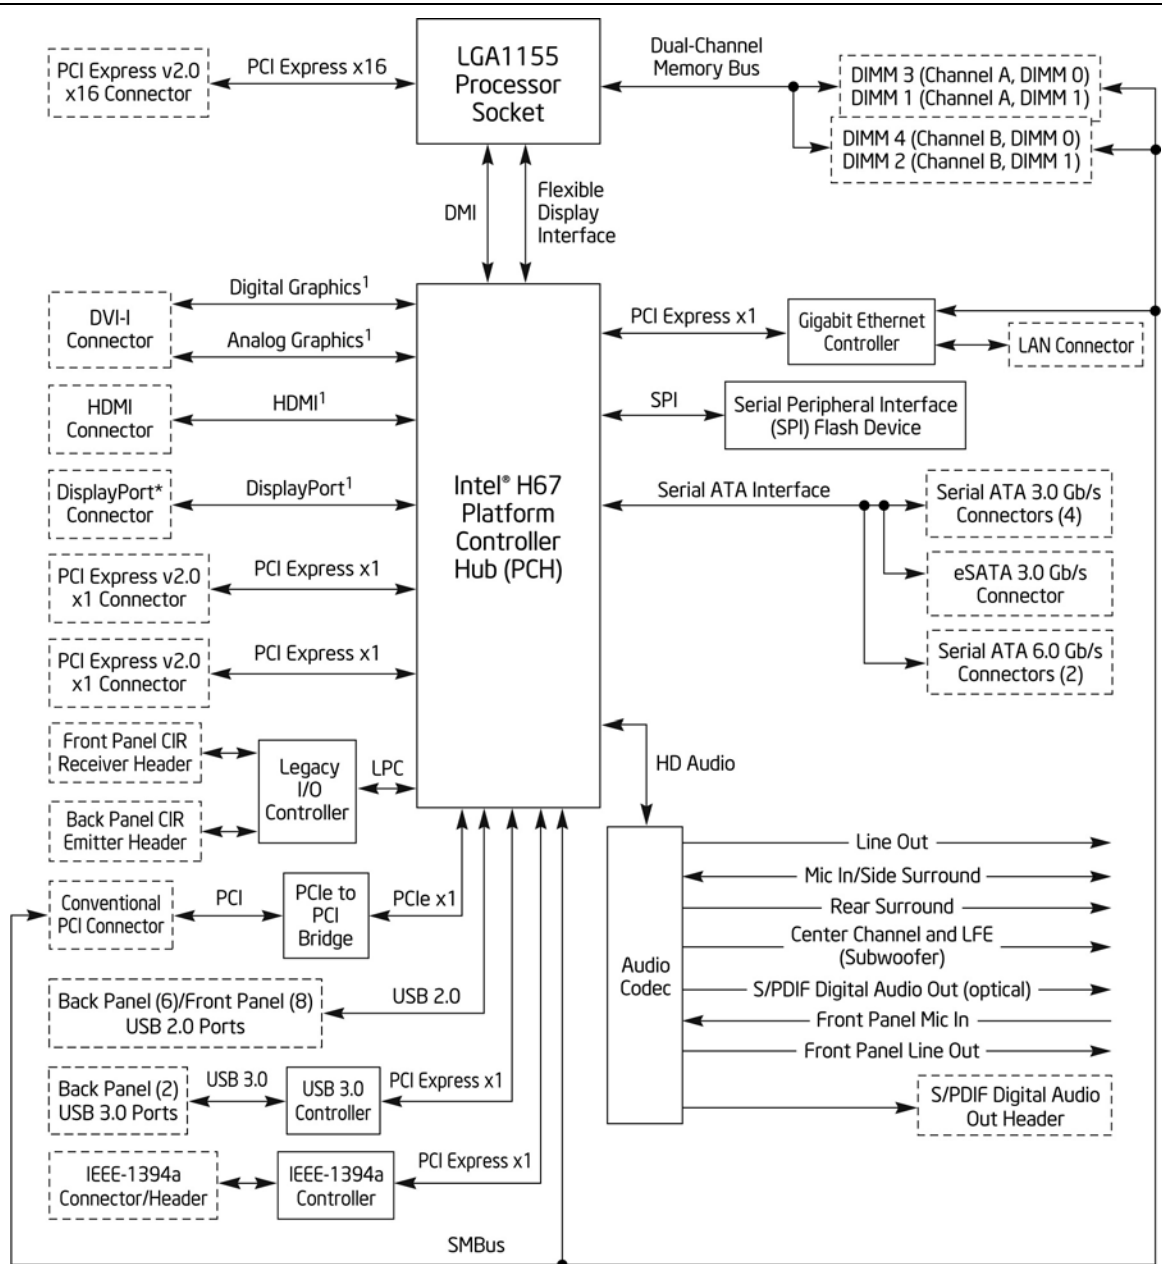 LGA1155
Processor
Socket
PCI Express v2.0
x16 Connector
PCI Express x16
Dual-Channel
Memory Bus
DIMM 3 (Channel A, DIMM 0)
DIMM 1 (Channel A, DIMM 1)
DIMM 4 (Channel B, DIMM 0)
DIMM 2 (Channel B, DIMM 1)
DMI
Flexible
Display
Interface
DVI-I
Connector
Digital Graphics¹
Analog Graphics¹
HDMI
Connector
HDMI¹
DisplayPort*
Connector
DisplayPort¹
PCI Express v2.0
x1 Connector
PCI Express x1
PCI Express v2.0
x1 Connector
PCI Express x1
Intel® H67
Platform
Controller
Hub (PCH)
PCI Express x1
Gigabit Ethernet
Controller
LAN Connector
SPI
Serial Peripheral Interface
(SPI) Flash Device
Serial ATA Interface
Serial ATA 3.0 Gb/s
Connectors (4)
eSATA 3.0 Gb/s
Connector
Serial ATA 6.0 Gb/s
Connectors (2)
Front Panel CIR
Receiver Header
Back Panel CIR
Emitter Header
Legacy
I/O
Controller
LPC
HD Audio
Conventional
PCI Connector
PCI
PCIe to
PCI
Bridge
PCIe x1
Back Panel (6)/Front Panel (8)
USB 2.0 Ports
USB 2.0
Back Panel (2)
USB 3.0 Ports
USB 3.0
USB 3.0
Controller
PCI Express x1
IEEE-1394a
Connector/Header
IEEE-1394a
Controller
PCI Express x1
Audio
Codec
Line Out
Mic In/Side Surround
Rear Surround
Center Channel and LFE
(Subwoofer)
S/PDIF Digital Audio Out (optical)
Front Panel Mic In
Front Panel Line Out
S/PDIF Digital Audio
Out Header
SMBus